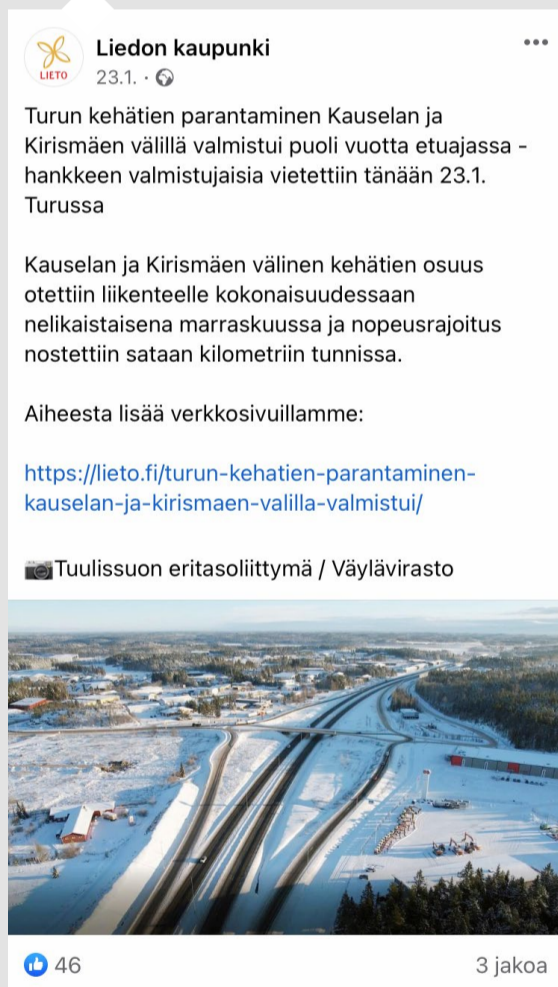 LIETO
Liedon kaupunki
23.1. ·
Turun kehätien parantaminen Kauselan ja
Kirismäen välillä valmistui puoli vuotta etuajassa -
hankkeen valmistujaisia vietettiin tänään 23.1.
Turussa
Kauselan ja Kirismäen välinen kehätien osuus
otettiin liikenteelle kokonaisuudessaan
nelikaistaisena marraskuussa ja nopeusrajoitus
nostettiin sataan kilometriin tunnissa.
Aiheesta lisää verkkosivuillamme:
https://lieto.fi/turun-kehatien-parantaminen-
kauselan-ja-kirismaen-valilla-valmistui/
📷Tuulissuon eritasoliittymä / Väylävirasto
46
3 jakoa